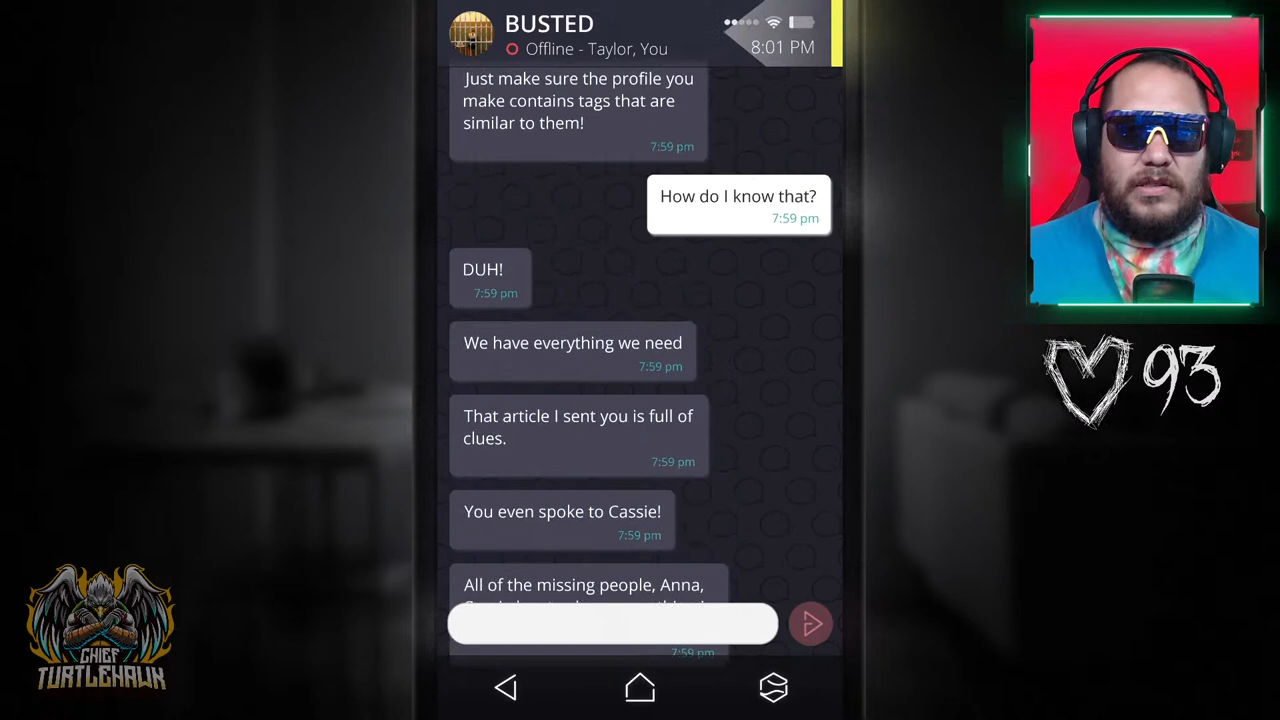 BUSTED
Offline - Taylor, You
8:01 PM
Just make sure the profile you
make contains tags that are
similar to them!
7:59 pm
How do I know that?
7:59 pm
DUH!
7:59 pm
We have everything we need
7:59 pm
That article I sent you is full of
clues.
7:59 pm
You even spoke to Cassie!
7:59 pm
All of the missing people, Anna,
7:59 pm
93
CHIEF
TURTLEHAWK